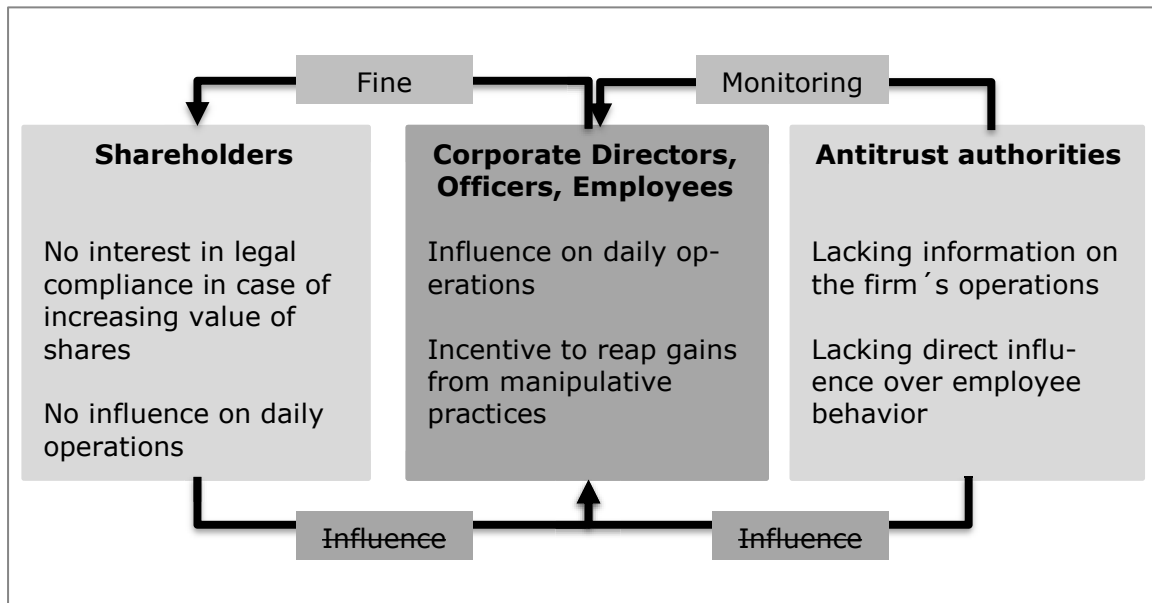 Fine
Monitoring
Shareholders
No interest in legal
compliance in case of
increasing value of
shares
No influence on daily
operations
Corporate Directors,
Officers, Employees
Influence on daily op-
erations
Incentive to reap gains
from manipulative
practices
Antitrust authorities
Lacking information on
the firm´s operations
Lacking direct influ-
ence over employee
behavior
Influence
Influence